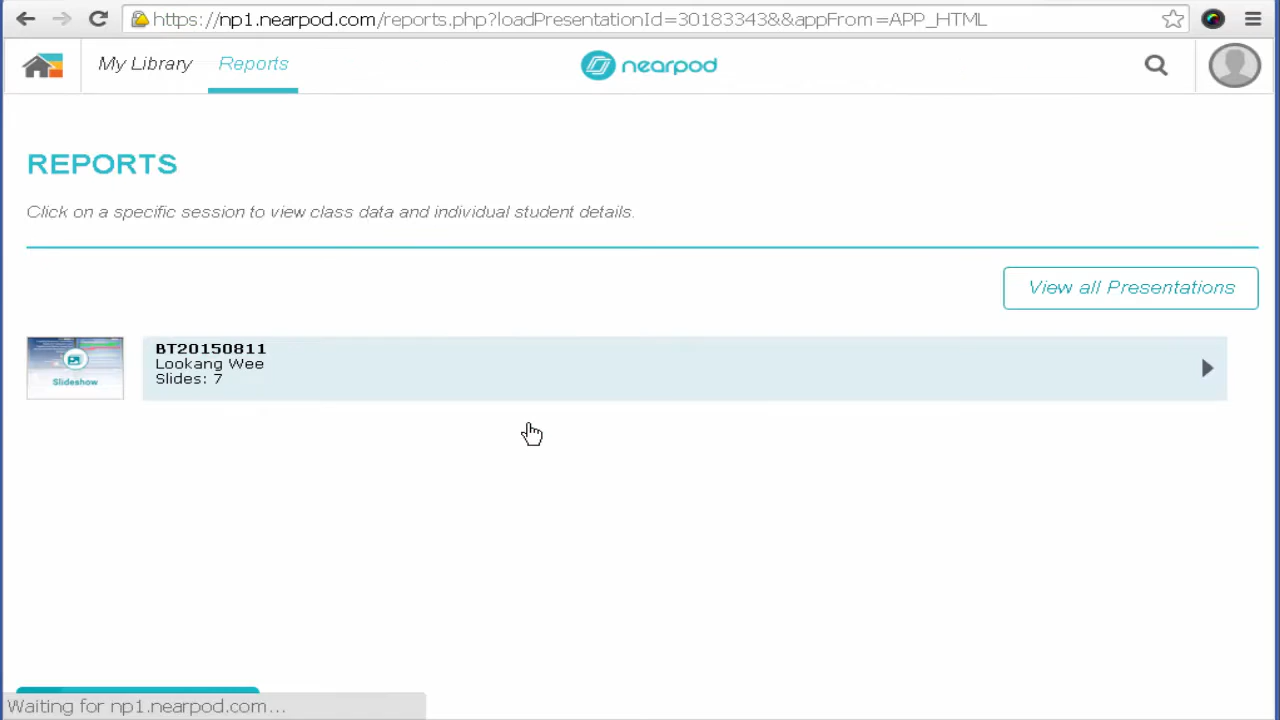 https://np1.nearpod.com/reports.php?loadPresentationId=30183343&&appFrom=APP_HTML
My Library Reports nearpod
REPORTS
Click on a specific session to view class data and individual student details.
View all Presentations
BT20150811
Lookang Wee
Slides: 7
Slideshow
Waiting for np1.nearpod.com...